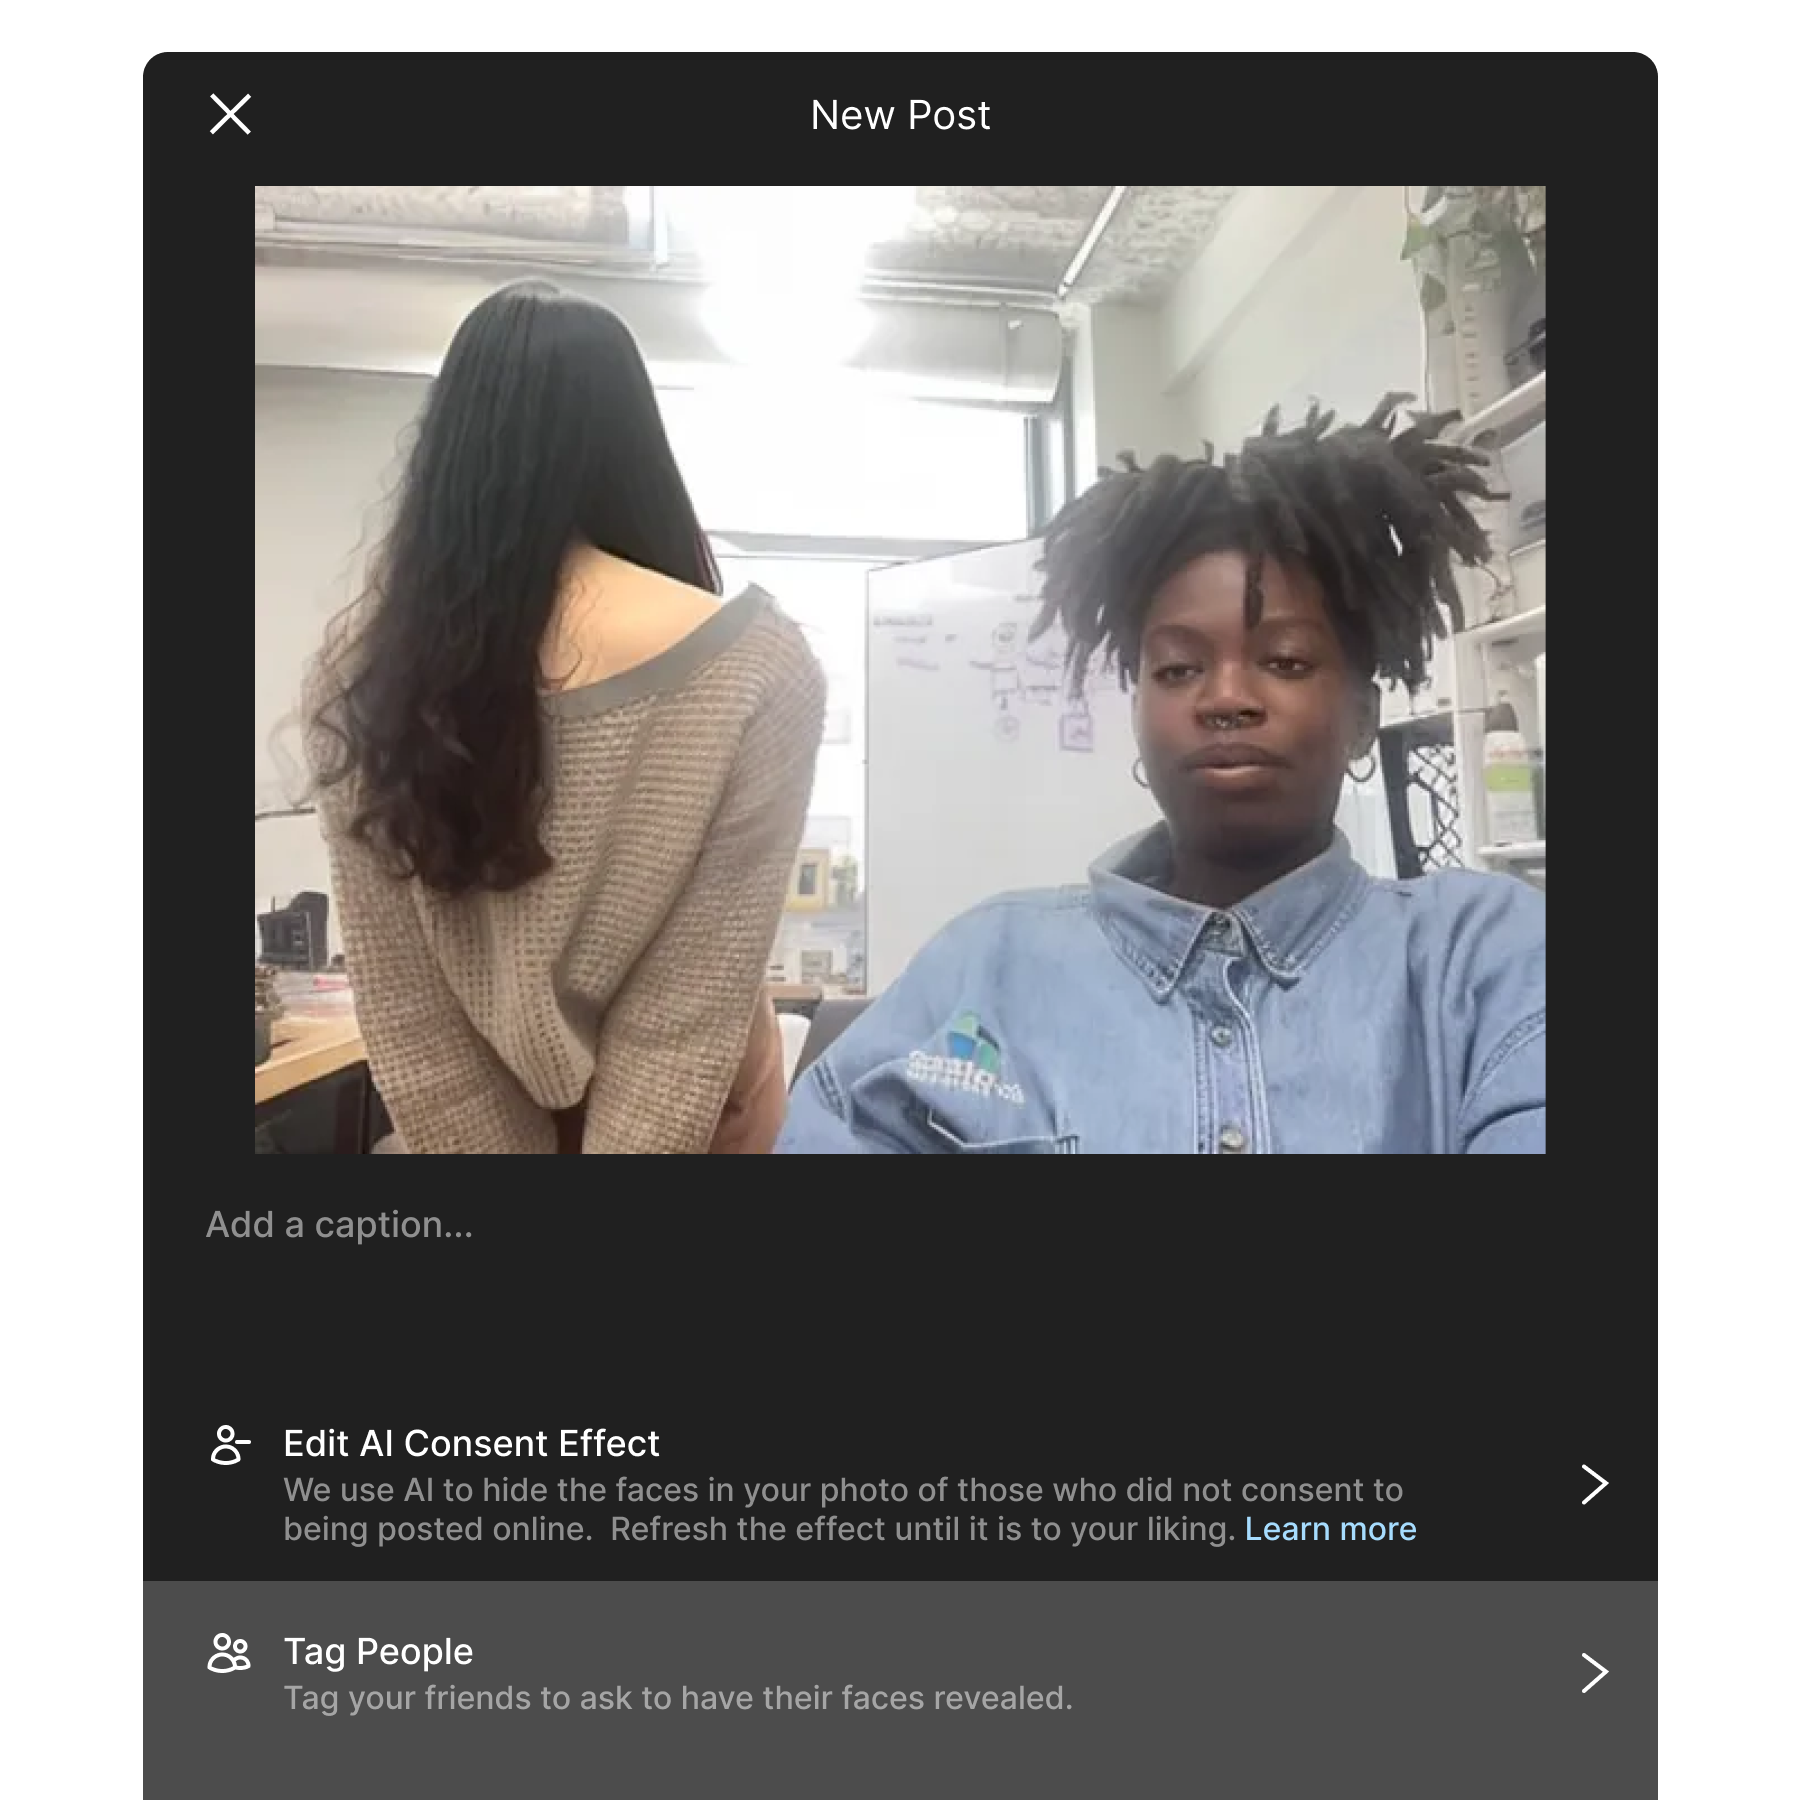 New Post
Add a caption...
Edit AI Consent Effect
We use AI to hide the faces in your photo of those who did not consent to
being posted online.  Refresh the effect until it is to your liking. Learn more
Tag People
Tag your friends to ask to have their faces revealed.